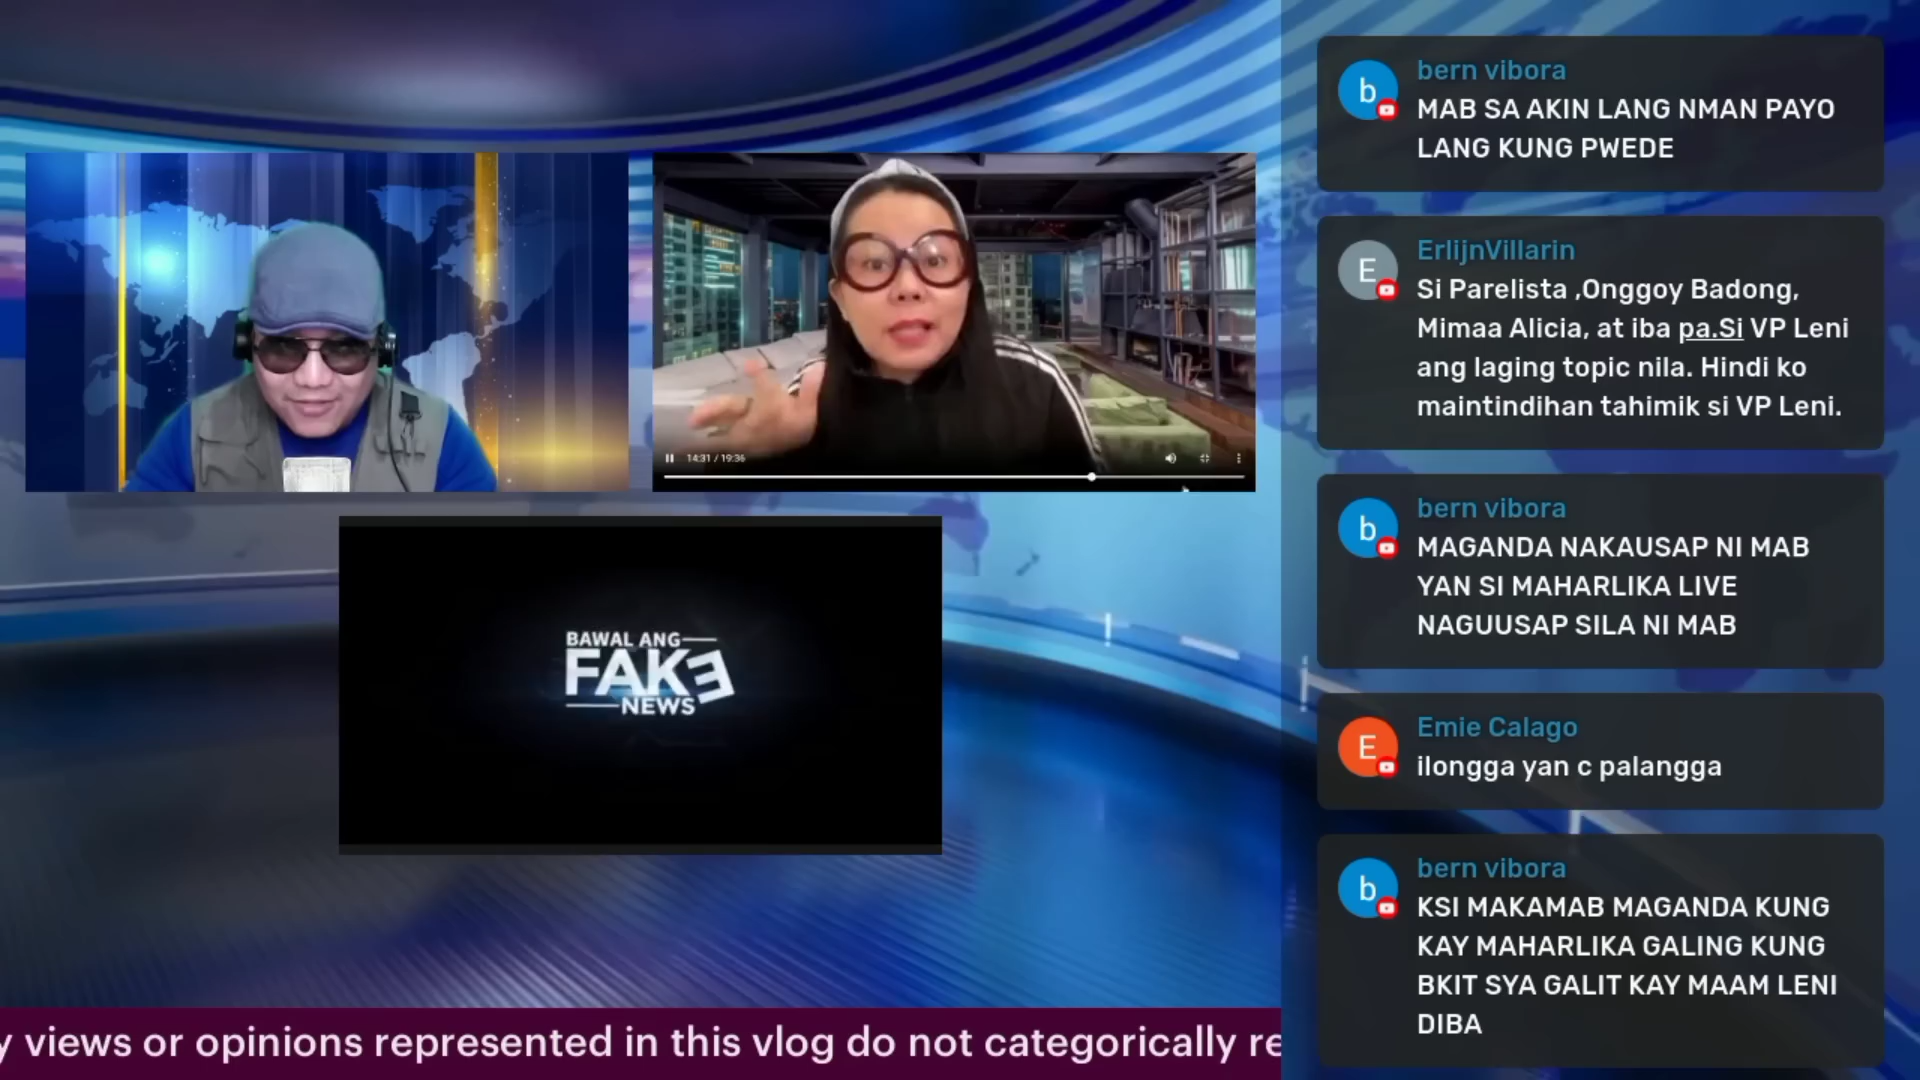 14:31 / 19:36
BAWAL ANG
FAKE
NEWS
y views or opinions represented in this vlog do not categorically re
b
bern vibora
MAB SA AKIN LANG NMAN PAYO
LANG KUNG PWEDE
E
ErlijnVillarin
Si Parelista ,Onggoy Badong,
Mimaa Alicia, at iba pa.Si VP Leni
ang laging topic nila. Hindi ko
maintindihan tahimik si VP Leni.
b
bern vibora
MAGANDA NAKAUSAP NI MAB
YAN SI MAHARLIKA LIVE
NAGUUSAP SILA NI MAB
E
Emie Calago
ilongga yan c palangga
b
bern vibora
KSI MAKAMAB MAGANDA KUNG
KAY MAHARLIKA GALING KUNG
BKIT SYA GALIT KAY MAAM LENI
DIBA